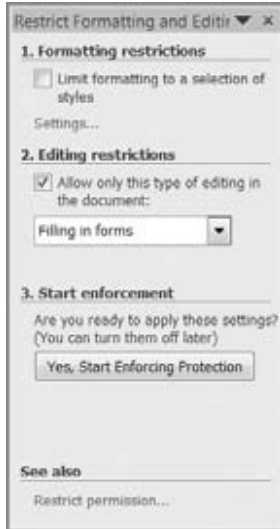 Restrict Formatting and Editin
1. Formatting restrictions
Limit formatting to a selection of
styles
Settings...
2. Editing restrictions
Allow only this type of editing in
the document:
Filling in forms
3. Start enforcement
Are you ready to apply these settings?
(You can turn them off later)
Yes, Start Enforcing Protection
See also
Restrict permission...